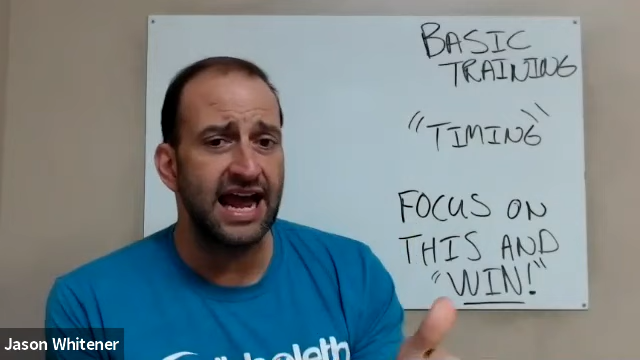 BASIC
TRAINING
"TIMING"
FOCUS ON
THIS AND
"WIN!"
Jason Whitener